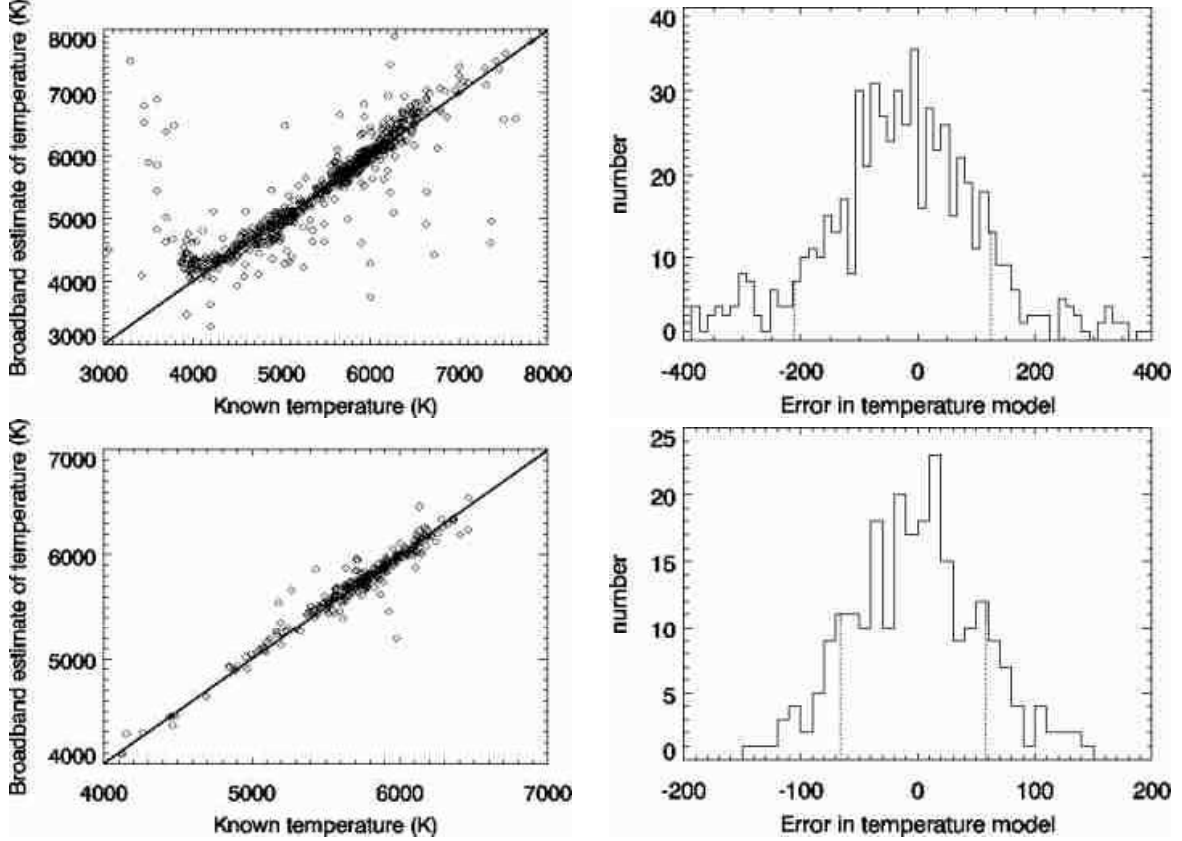 Broadband estimate of temperature (K)
8000
7000
6000
5000
4000
3000
3000 4000 5000 6000 7000 8000
Known temperature (K)
number
40
30
20
10
0
-400 -200 0 200 400
Error in temperature model
Broadband estimate of temperature (K)
7000
6000
5000
4000
4000 5000 6000 7000
Known temperature (K)
number
25
20
15
10
5
0
-200 -100 0 100 200
Error in temperature model